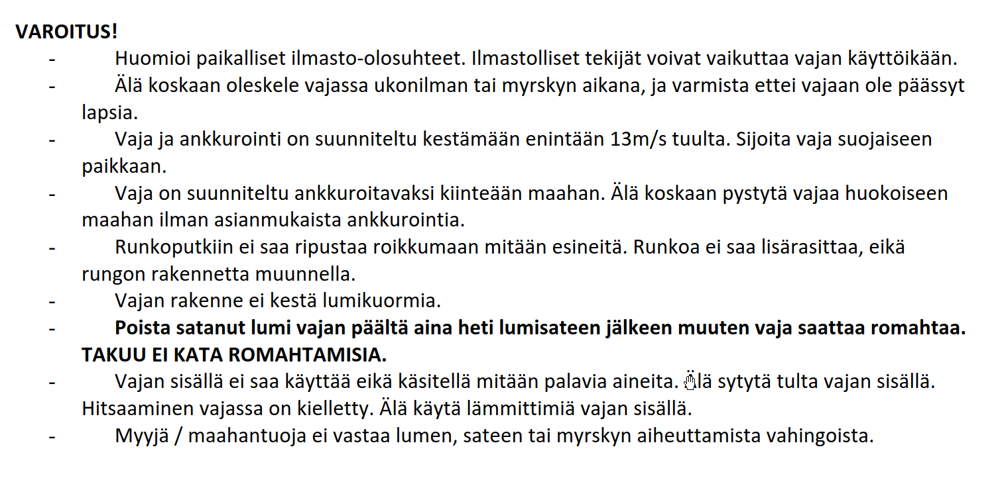 VAROITUS!
- Huomioi paikalliset ilmasto-olosuhteet. Ilmastolliset tekijät voivat vaikuttaa vajan käyttöikään.
- Älä koskaan oleskele vajassa ukonilman tai myrskyn aikana, ja varmista ettei vajaan ole päässyt
lapsia.
- Vaja ja ankkurointi on suunniteltu kestämään enintään 13m/s tuulta. Sijoita vaja suojaiseen
paikkaan.
- Vaja on suunniteltu ankkuroitavaksi kiinteään maahan. Älä koskaan pystytä vajaa huokoiseen
maahan ilman asianmukaista ankkurointia.
- Runkoputkiin ei saa ripustaa roikkumaan mitään esineitä. Runkoa ei saa lisärasittaa, eikä
rungon rakennetta muunnella.
- Vajan rakenne ei kestä lumikuormia.
- Poista satanut lumi vajan päältä aina heti lumisateen jälkeen muuten vaja saattaa romahtaa.
TAKUU EI KATA ROMAHTAMISIA.
- Vajan sisällä ei saa käyttää eikä käsitellä mitään palavia aineita. Älä sytytä tulta vajan sisällä.
Hitsaaminen vajassa on kielletty. Älä käytä lämmittimiä vajan sisällä.
- Myyjä / maahantuoja ei vastaa lumen, sateen tai myrskyn aiheuttamista vahingoista.